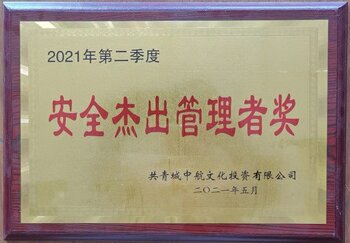 2021年第二季度
安全杰出管理者奖
共青城中航文化投资有限公司
二〇二一年五月